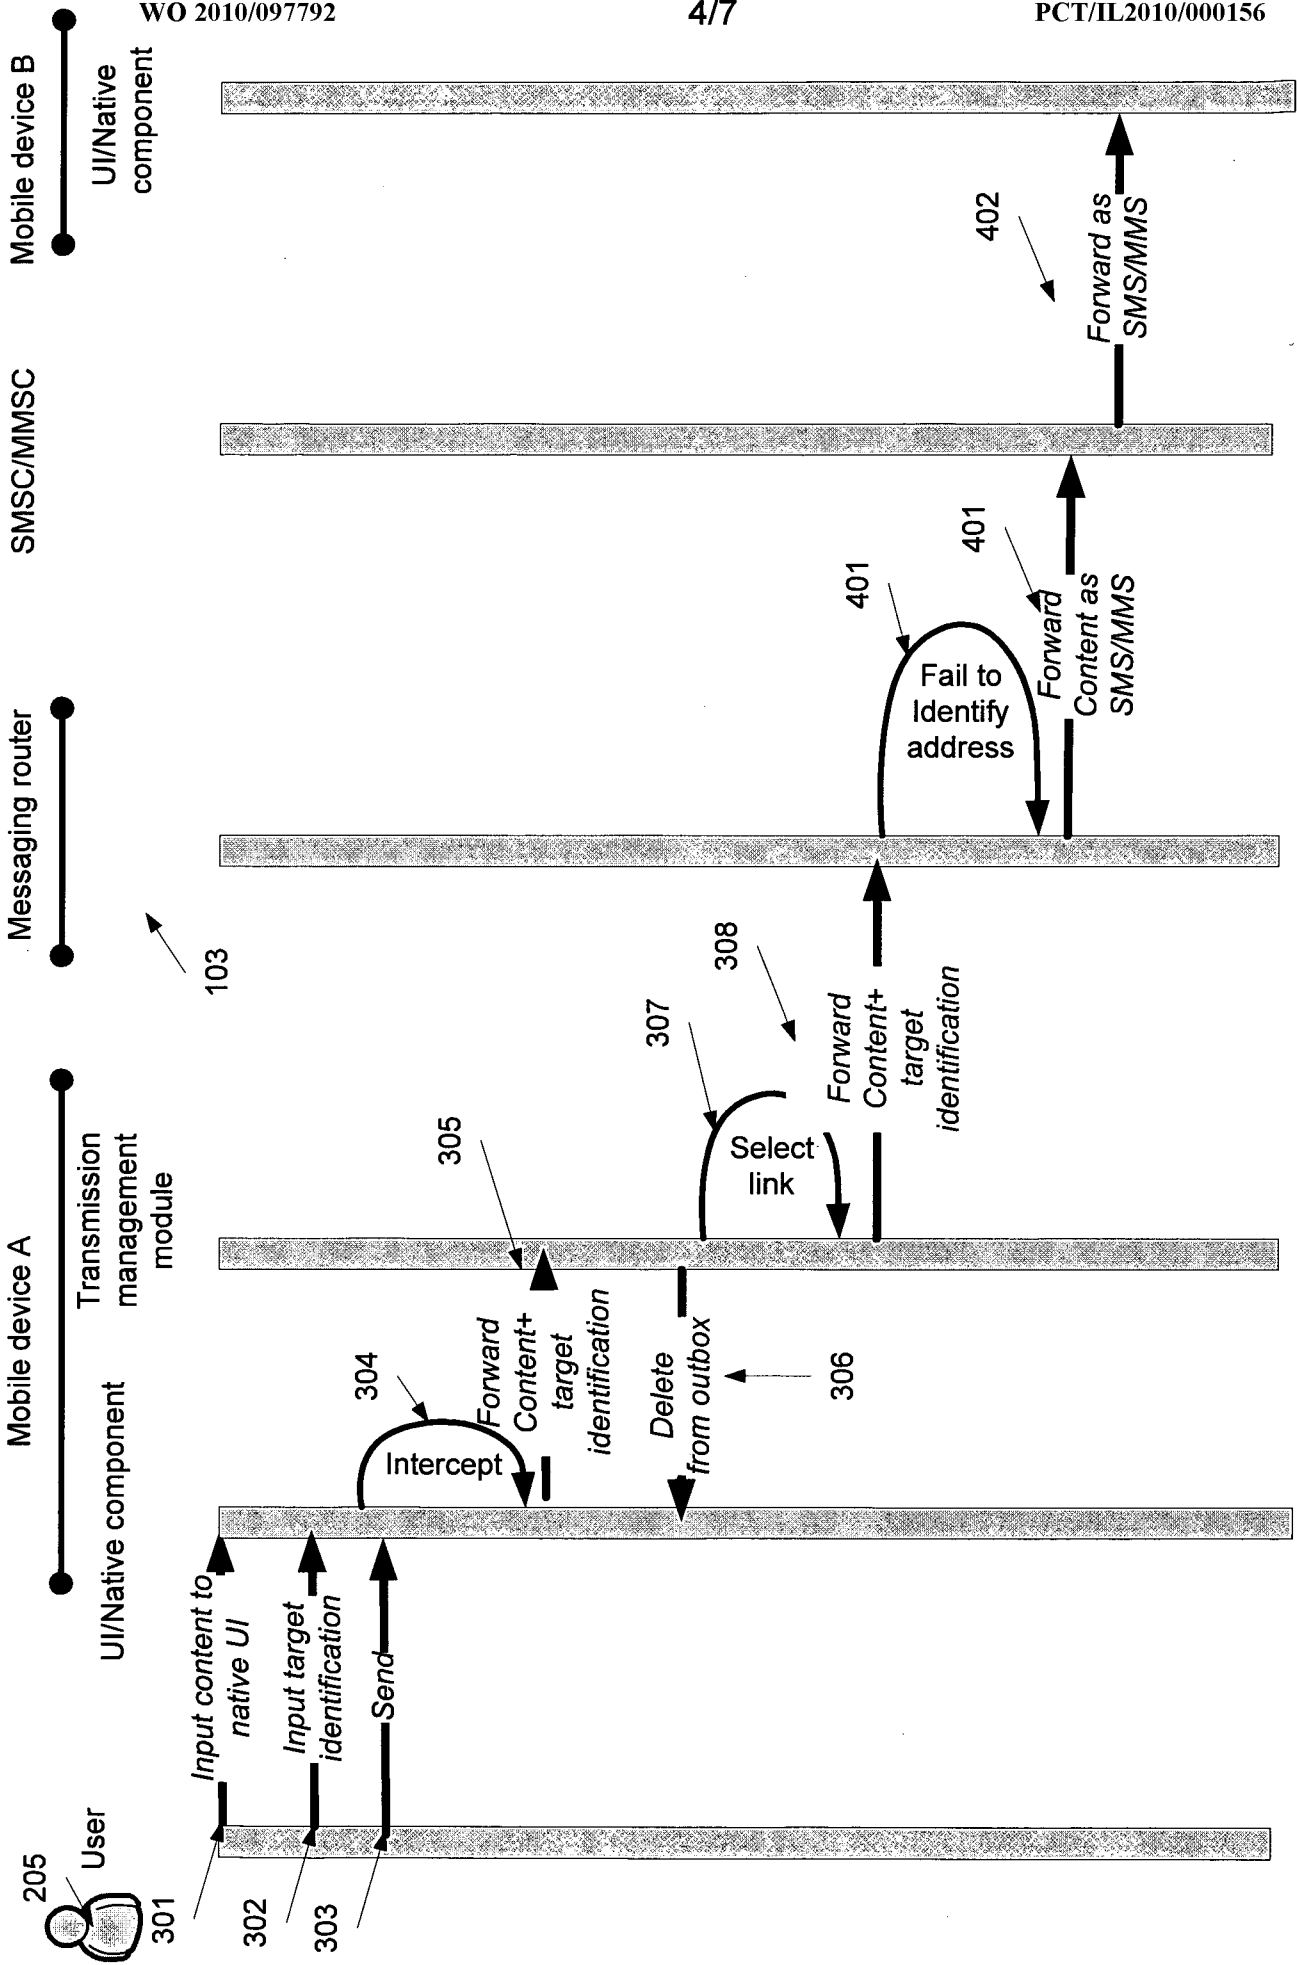 WO 2010/097792
4/7
PCT/IL2010/000156
205
User
Mobile device A
UI/Native component
Transmission
management
module
Messaging router
103
SMSC/MMSC
Mobile device B
UI/Native
component
301
Input content to
native UI
302
Input target
identification
303
Send
304
Intercept
305
Forward
Content+
target
identification
306
Delete
from outbox
307
Select
link
308
Forward
Content+
target
identification
401
Fail to
Identify
address
401
Forward
Content as
SMS/MMS
402
Forward as
SMS/MMS